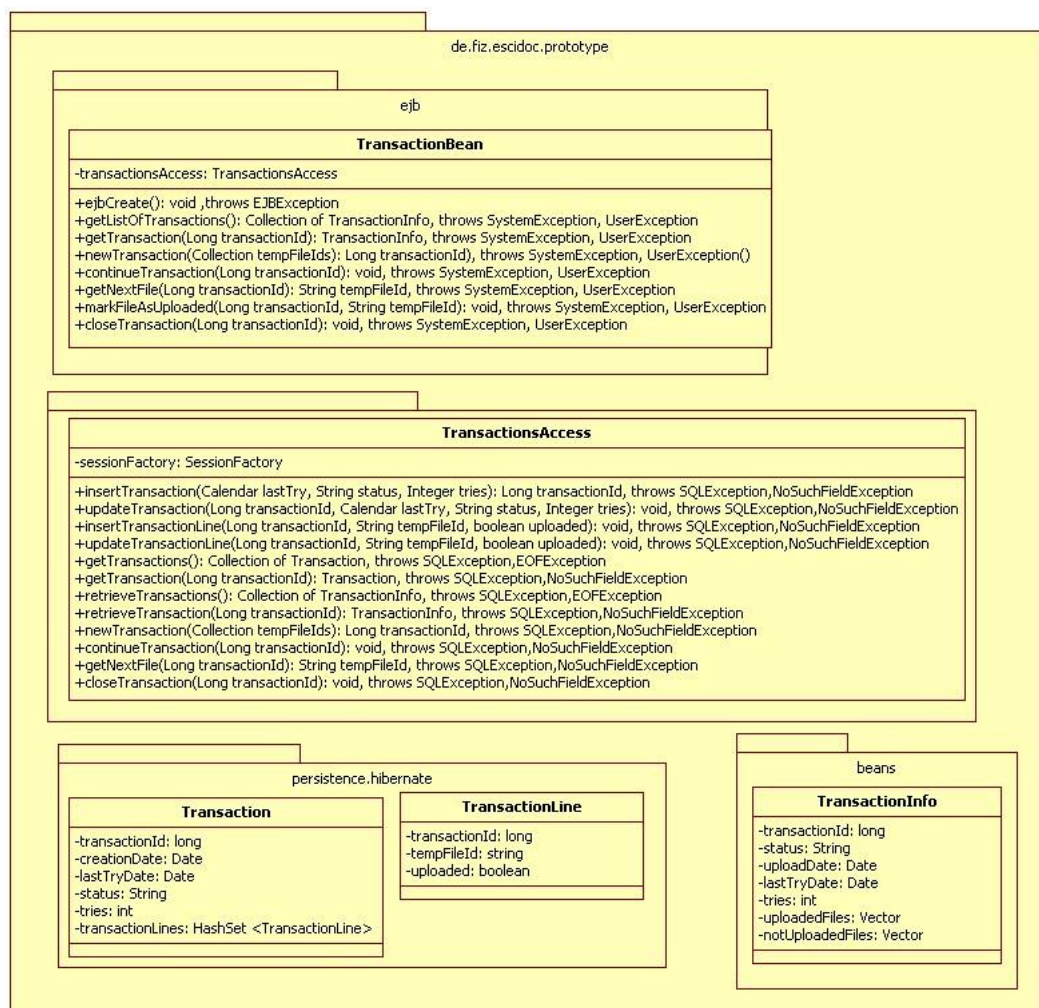 de.fiz.escidoc.prototype
ejb
TransactionBean
-transactionsAccess: TransactionsAccess
+ejbCreate(): void ,throws EJBException
+getListOfTransactions(): Collection of TransactionInfo, throws SystemException, UserException
+getTransaction(Long transactionId): TransactionInfo, throws SystemException, UserException
+newTransaction(Collection tempFileIds): Long transactionId), throws SystemException, UserException()
+continueTransaction(Long transactionId): void, throws SystemException, UserException
+getNextFile(Long transactionId): String tempFileId, throws SystemException, UserException
+markFileAsUploaded(Long transactionId, String tempFileId): void, throws SystemException, UserException
+closeTransaction(Long transactionId): void, throws SystemException, UserException
TransactionsAccess
-sessionFactory: SessionFactory
+insertTransaction(Calendar lastTry, String status, Integer tries): Long transactionId, throws SQLException,NoSuchFieldException
+updateTransaction(Long transactionId, Calendar lastTry, String status, Integer tries): void, throws SQLException,NoSuchFieldException
+insertTransactionLine(Long transactionId, String tempFileId, boolean uploaded): void, throws SQLException,NoSuchFieldException
+updateTransactionLine(Long transactionId, String tempFileId, boolean uploaded): void, throws SQLException,NoSuchFieldException
+getTransactions(): Collection of Transaction, throws SQLException,EOFException
+getTransaction(Long transactionId): Transaction, throws SQLException,NoSuchFieldException
+retrieveTransactions(): Collection of TransactionInfo, throws SQLException,EOFException
+retrieveTransaction(Long transactionId): TransactionInfo, throws SQLException,NoSuchFieldException
+newTransaction(Collection tempFileIds): Long transactionId, throws SQLException,NoSuchFieldException
+continueTransaction(Long transactionId): void, throws SQLException,NoSuchFieldException
+getNextFile(Long transactionId): String tempFileId, throws SQLException,NoSuchFieldException
+closeTransaction(Long transactionId): void, throws SQLException,NoSuchFieldException
persistence.hibernate
Transaction
-transactionId: long
-creationDate: Date
-lastTryDate: Date
-status: String
-tries: int
-transactionLines: HashSet <TransactionLine>
TransactionLine
-transactionId: long
-tempFileId: string
-uploaded: boolean
beans
TransactionInfo
-transactionId: long
-status: String
-uploadDate: Date
-lastTryDate: Date
-tries: int
-uploadedFiles: Vector
-notUploadedFiles: Vector